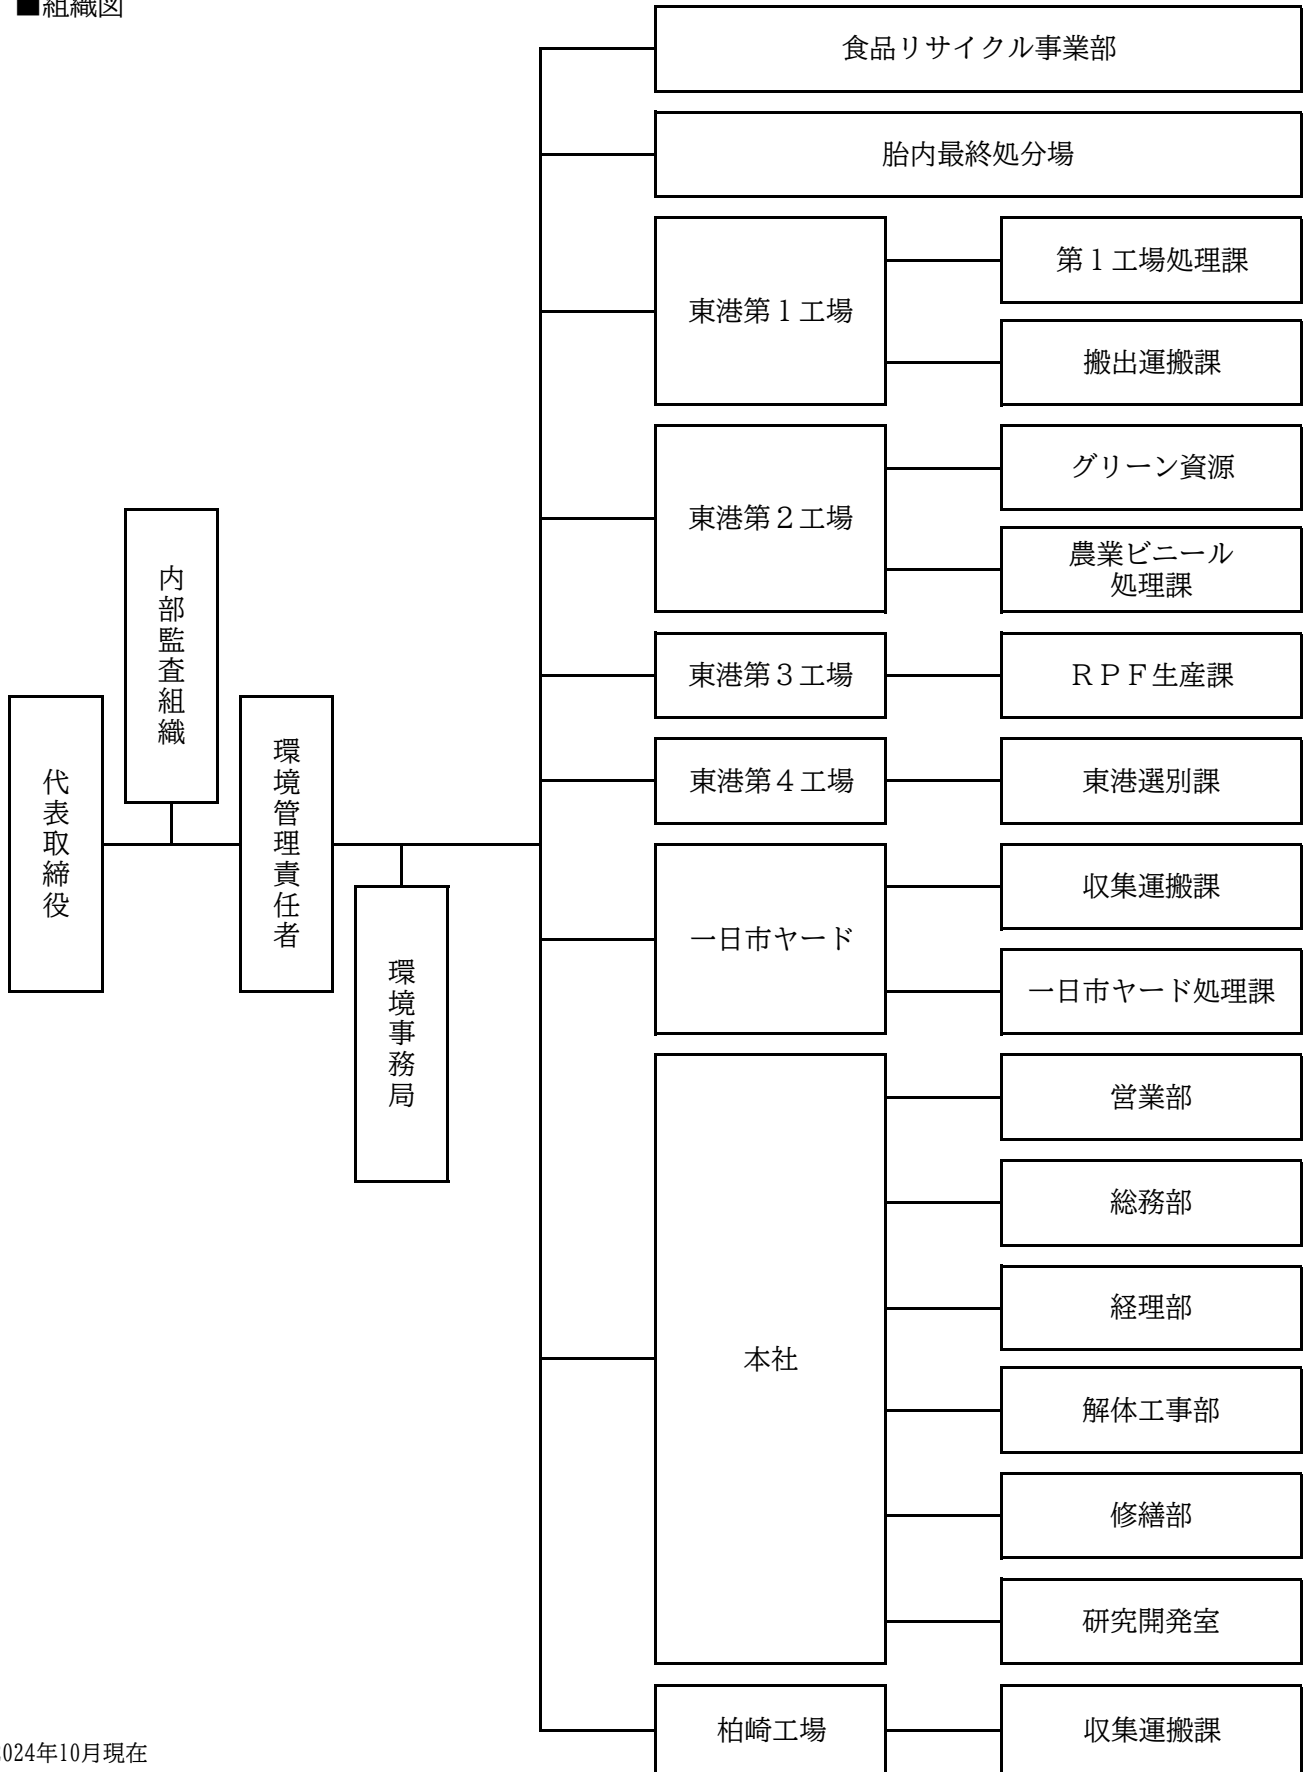 ■組織図
食品リサイクル事業部
胎内最終処分場
東港第１工場
第１工場処理課
搬出運搬課
東港第２工場
グリーン資源
農業ビニール
処理課
東港第３工場
ＲＰＦ生産課
東港第４工場
東港選別課
一日市ヤード
収集運搬課
一日市ヤード処理課
本社
営業部
総務部
経理部
解体工事部
修繕部
研究開発室
柏崎工場
収集運搬課
代表取締役
内部監査組織
環境管理責任者
環境事務局
024年10月現在